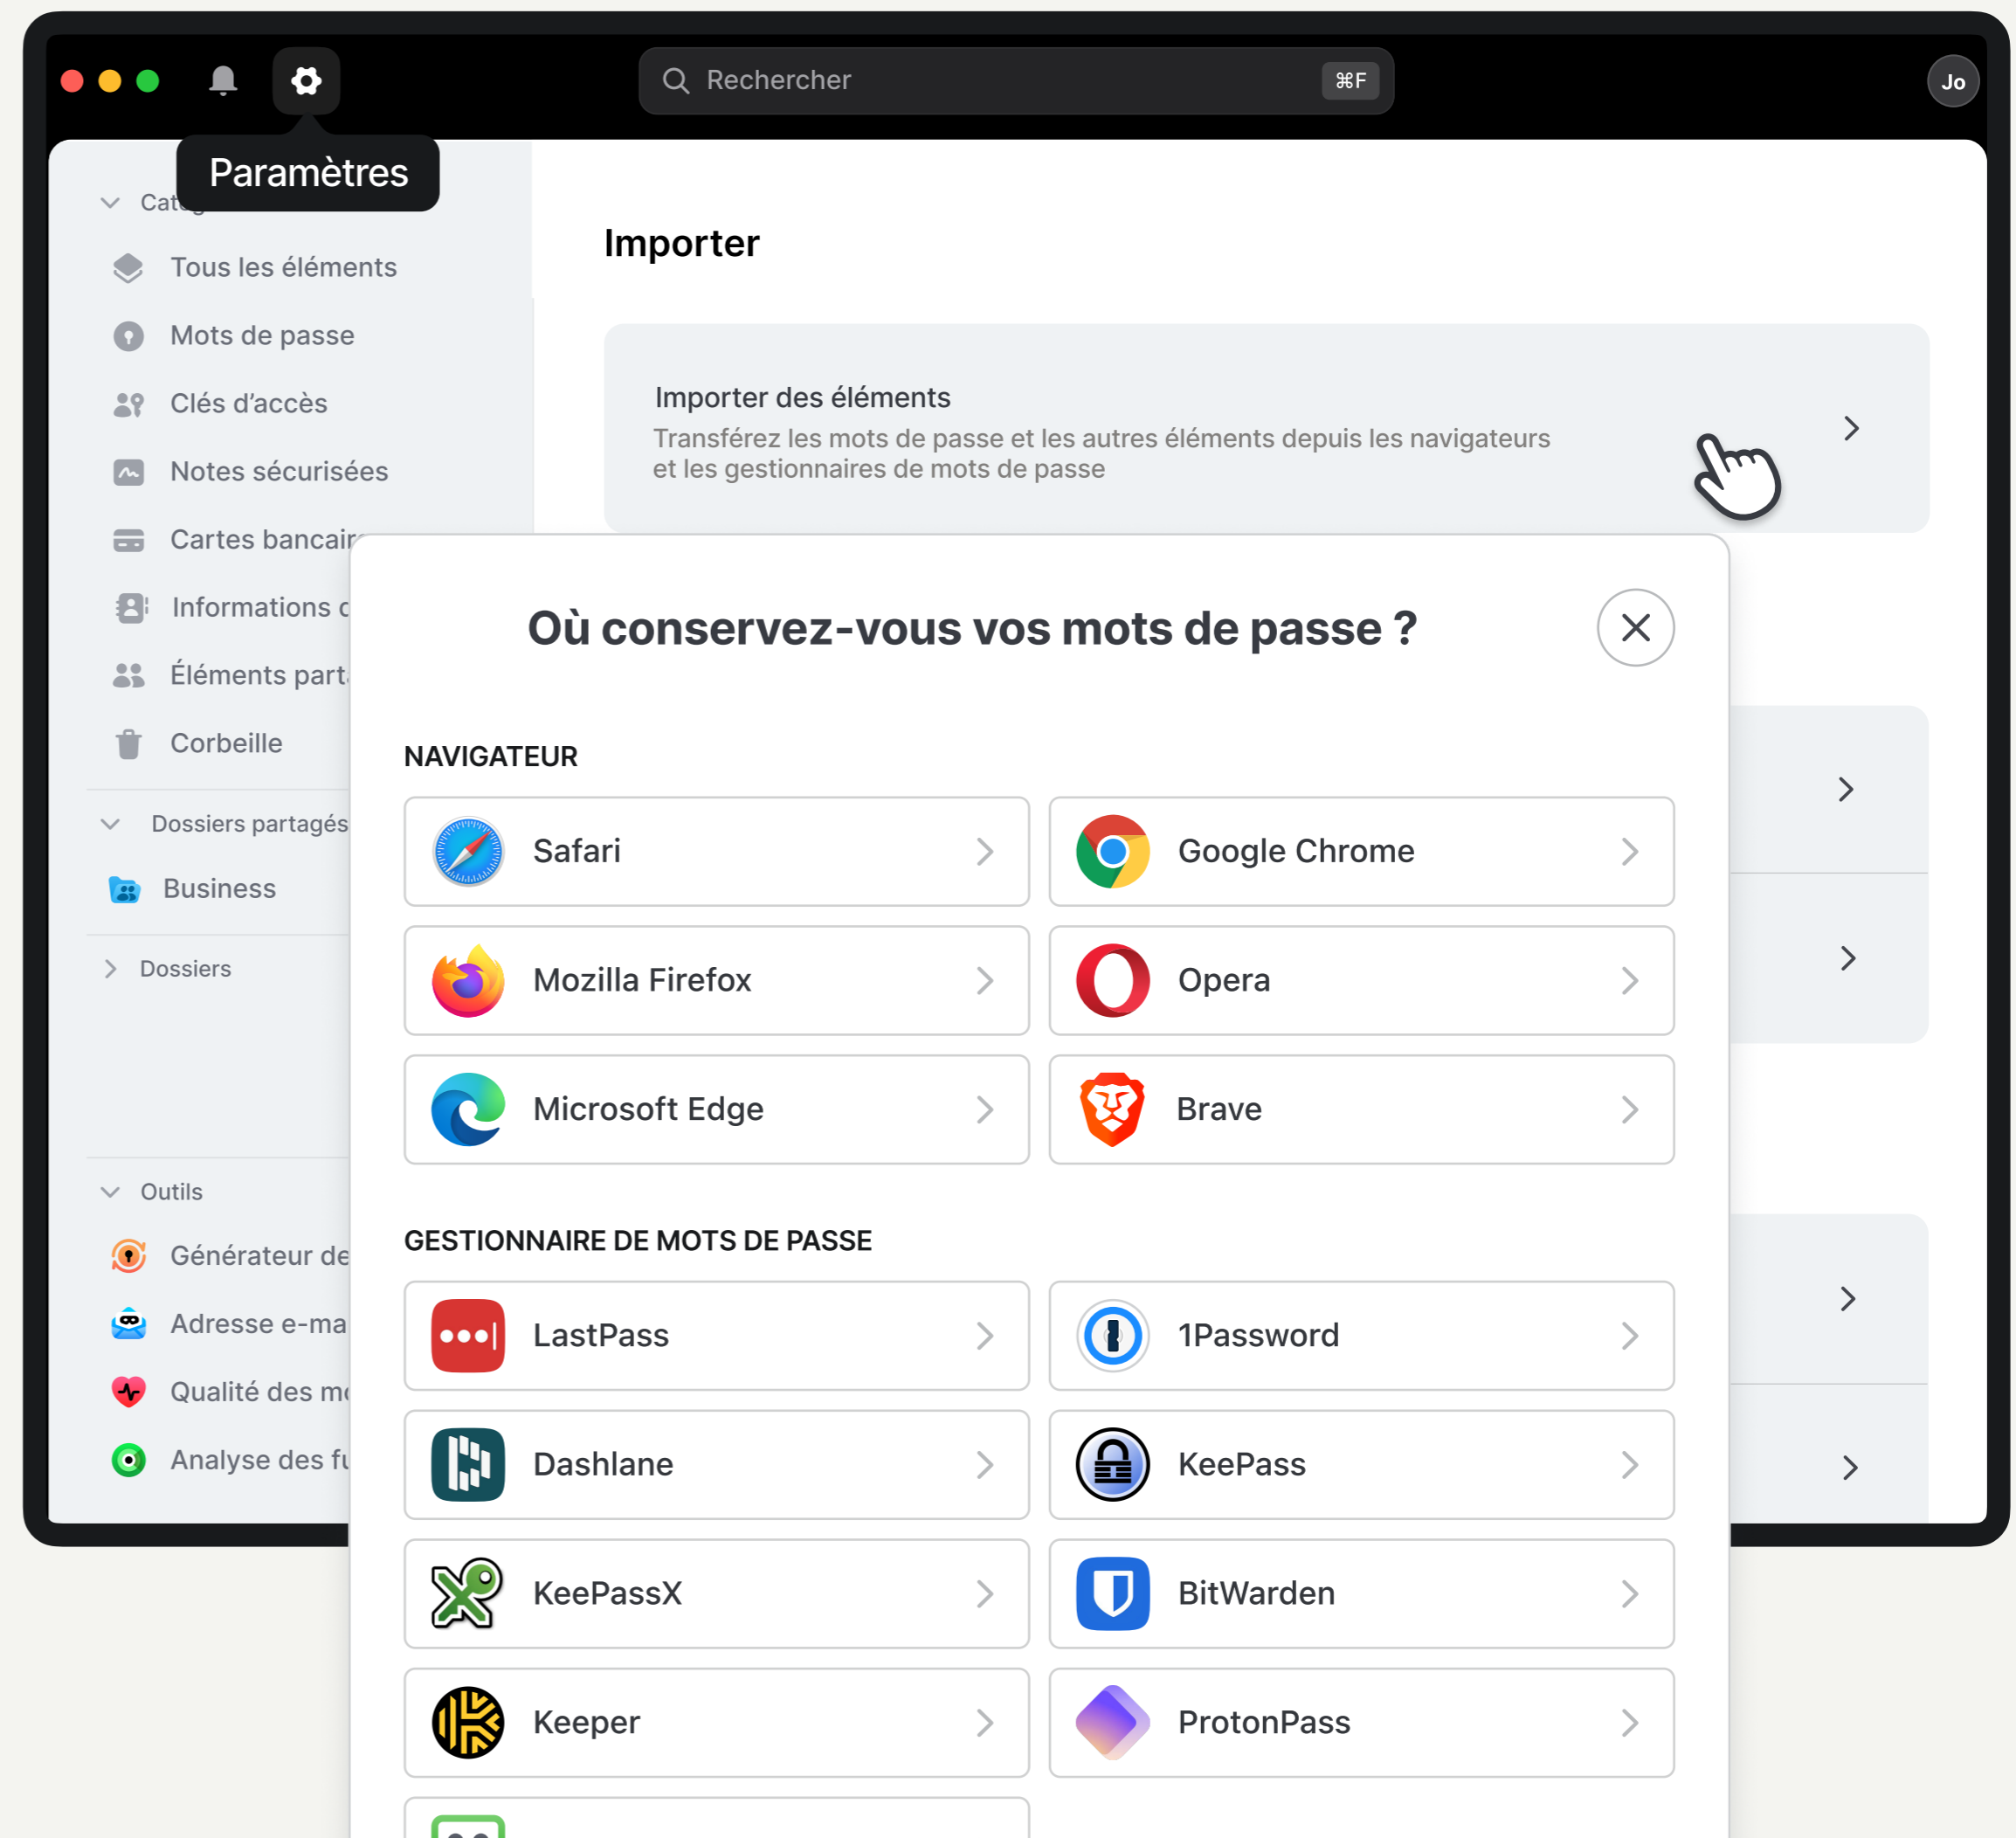 Rechercher
⌘F
Jo
Paramètres
Tous les éléments
Mots de passe
Clés d’accès
Notes sécurisées
Cartes
Informations
Éléments
Corbeille
Dossiers partagés
Business
Dossiers
Outils
Générateur de
Adresse
Qualité des
Analyse des
Importer
Importer des éléments
Transférez les mots de passe et les autres éléments depuis les navigateurs
et les gestionnaires de mots de passe
Où conservez-vous vos mots de passe ?
NAVIGATEUR
Safari
Google Chrome
Mozilla Firefox
Opera
Microsoft Edge
Brave
GESTIONNAIRE DE MOTS DE PASSE
LastPass
1Password
Dashlane
KeePass
KeePassX
BitWarden
Keeper
ProtonPass